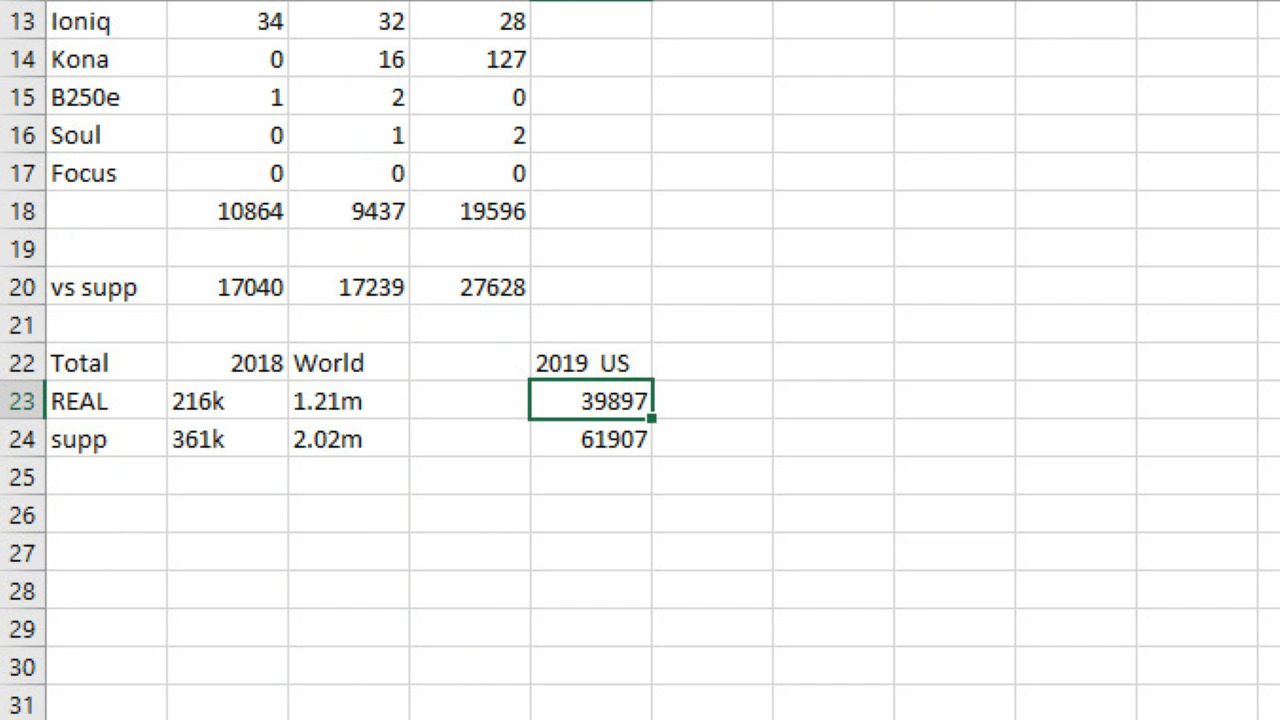 13 Ioniq 34 32 28
14 Kona 0 16 127
15 B250e 1 2 0
16 Soul 0 1 2
17 Focus 0 0 0
18 10864 9437 19596
19
20 vs supp 17040 17239 27628
21
22 Total 2018 World 2019 US
23 REAL 216k 1.21m 39897
24 supp 361k 2.02m 61907
25
26
27
28
29
30
31